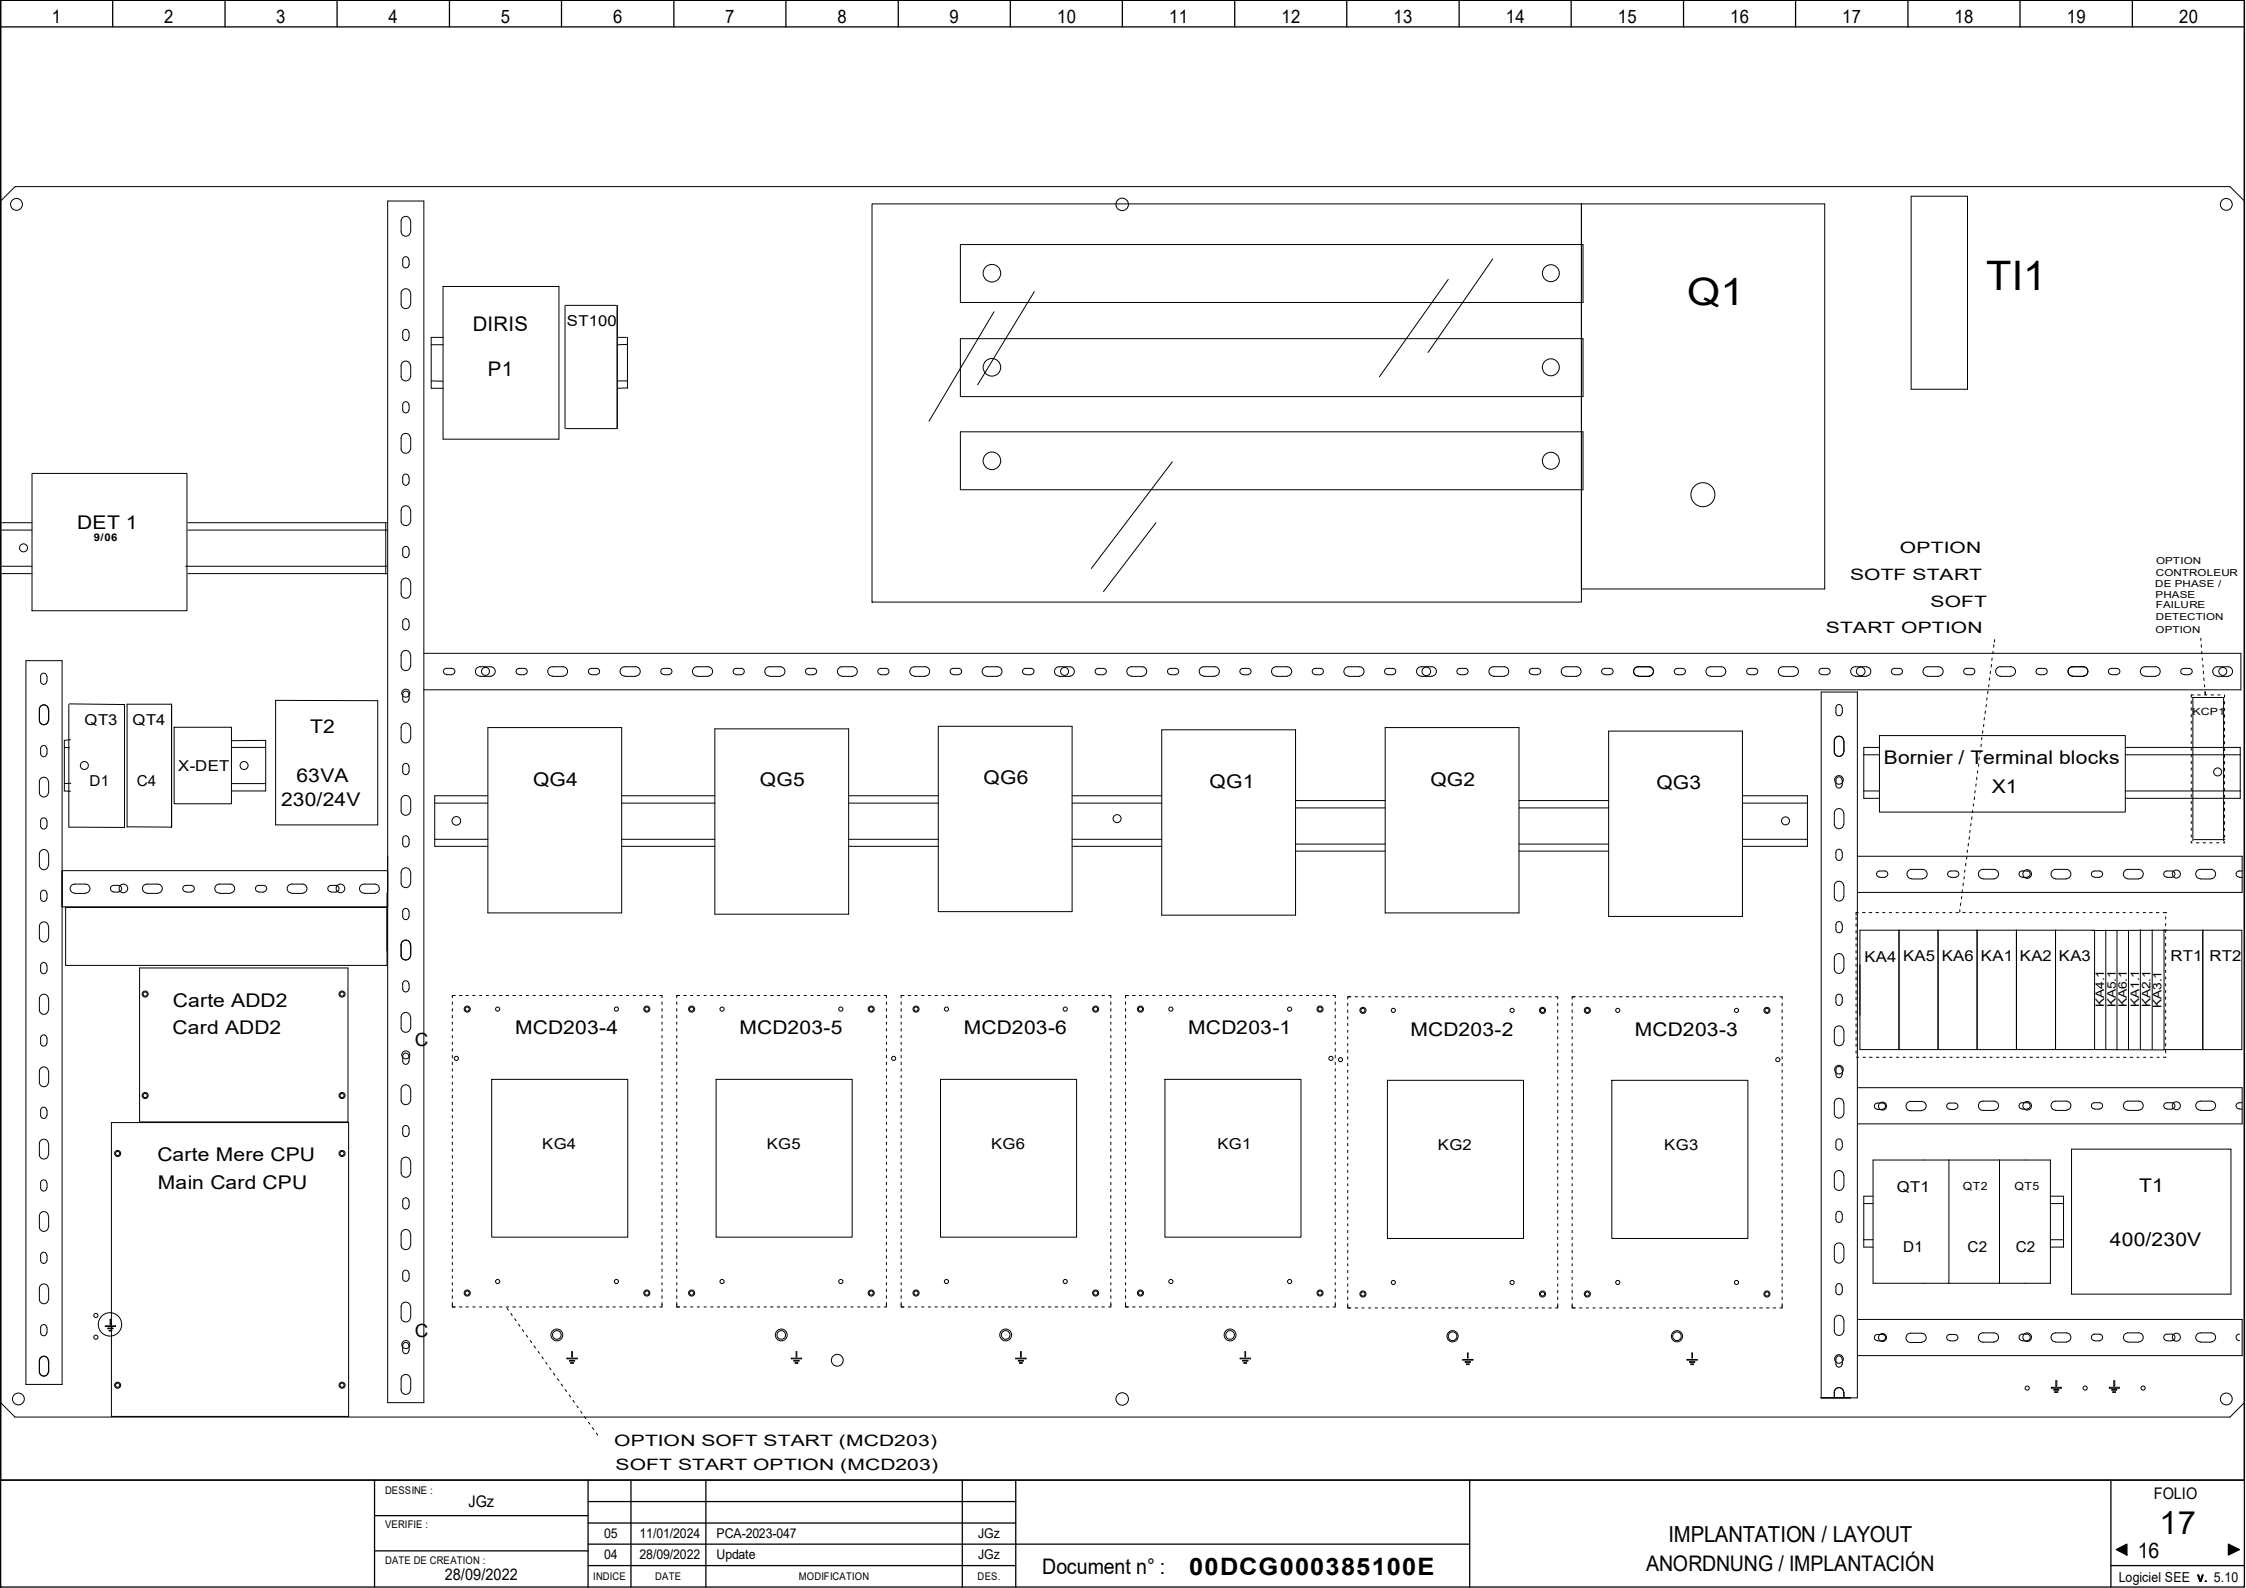 1 2 3 4 5 6 7 8 9 10 11 12 13 14 15 16 17 18 19 20
TI1
Q1
DIRIS
P1
ST100
DET 1
9/06
OPTION
SOTF START
SOFT
START OPTION
OPTION
CONTROLEUR
DE PHASE /
PHASE
FAILURE
DETECTION
OPTION
QT3
D1
QT4
C4
X-DET
T2
63VA
230/24V
QG4
QG5
QG6
QG1
QG2
QG3
Bornier / Terminal blocks
X1
KCP1
KA4
KA5
KA6
KA1
KA2
KA3
KA4.1
KA5.1
KA6.1
KA1.1
KA2.1
KA3.1
RT1
RT2
Carte ADD2
Card ADD2
C
MCD203-4
MCD203-5
MCD203-6
MCD203-1
MCD203-2
MCD203-3
KG4
KG5
KG6
KG1
KG2
KG3
Carte Mere CPU
Main Card CPU
QT1
D1
QT2
C2
QT5
C2
T1
400/230V
C
OPTION SOFT START (MCD203)
SOFT START OPTION (MCD203)
DESSINE :
JGz
VERIFIE :
DATE DE CREATION :
28/09/2022
05 11/01/2024 PCA-2023-047 JGz
04 28/09/2022 Update JGz
INDICE DATE MODIFICATION DES.
Document n° : 00DCG000385100E
IMPLANTATION / LAYOUT
ANORDNUNG / IMPLANTACIÓN
FOLIO
17
16
Logiciel SEE v. 5.10